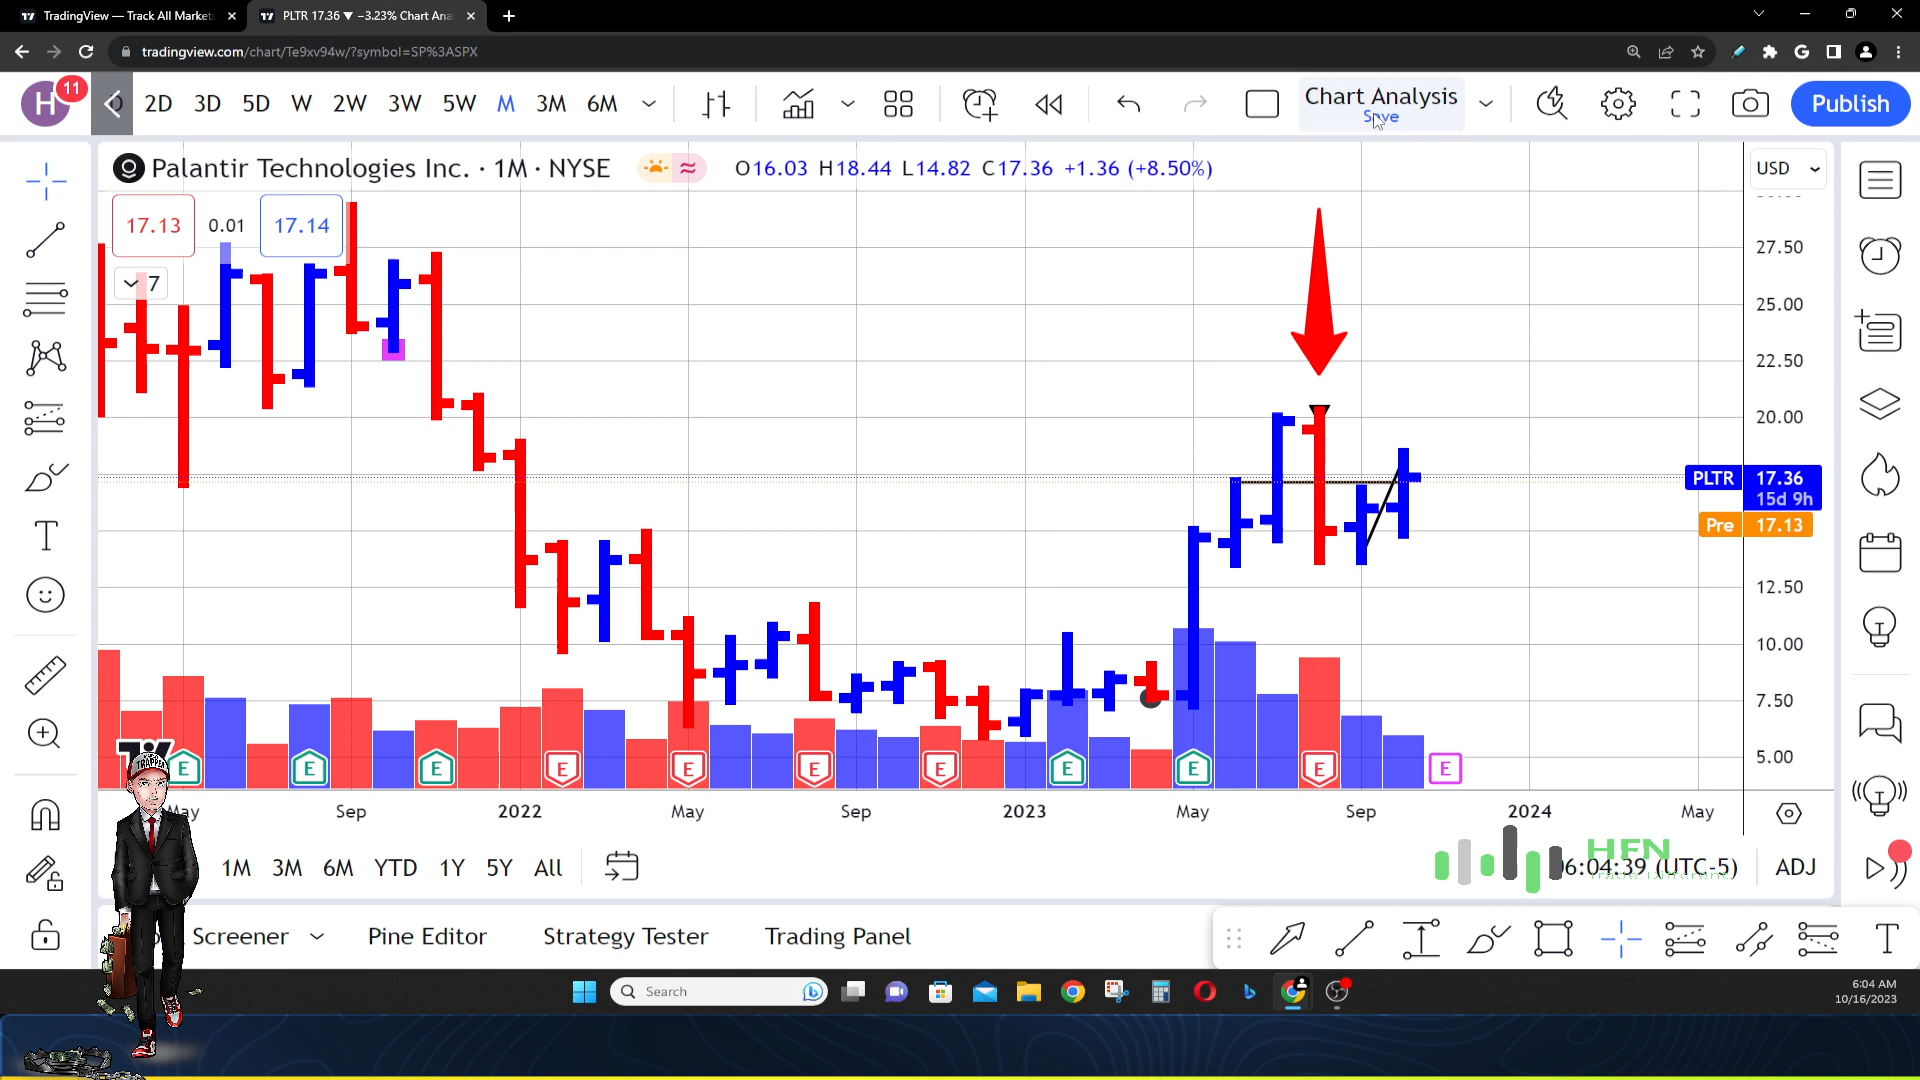 TradingView — Track All Market
PLTR 17.36 ▼ −3.23% Chart Ana
tradingview.com/chart/Te9xv94w/?symbol=SP%3ASPX
H
11
2D 3D 5D W 2W 3W 5W M 3M 6M
Chart Analysis
Save
Publish
Palantir Technologies Inc. · 1M · NYSE
O16.03 H18.44 L14.82 C17.36 +1.36 (+8.50%)
USD
17.13 0.01 17.14
7
27.50
25.00
22.50
20.00
PLTR 17.36
15d 9h
Pre 17.13
12.50
10.00
7.50
5.00
TRAPPER
E E E E E E E E E E E
May Sep 2022 May Sep 2023 May Sep 2024 May
1M 3M 6M YTD 1Y 5Y All
HFN
06:04:39 (UTC-5) ADJ
Screener Pine Editor Strategy Tester Trading Panel
Search
6:04 AM
10/16/2023